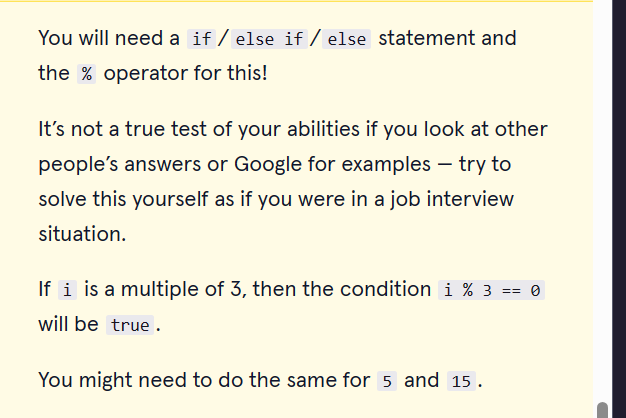 You will need a if / else if / else statement and
the % operator for this!
It’s not a true test of your abilities if you look at other
people’s answers or Google for examples — try to
solve this yourself as if you were in a job interview
situation.
If i is a multiple of 3, then the condition i % 3 == 0
will be true.
You might need to do the same for 5 and 15.